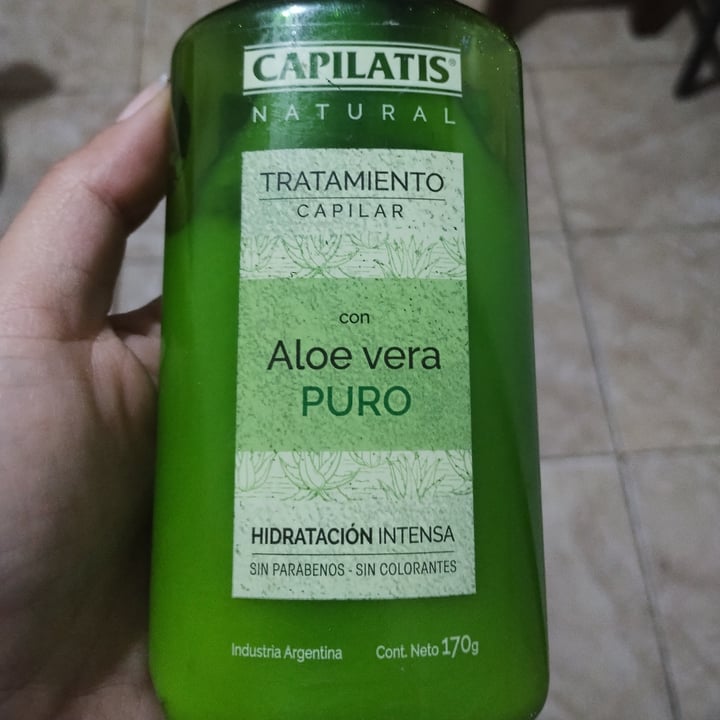 CAPILATIS®
NATURAL
TRATAMIENTO
CAPILAR
con
Aloe vera
PURO
HIDRATACIÓN INTENSA
SIN PARABENOS - SIN COLORANTES
Industria Argentina Cont. Neto 170g